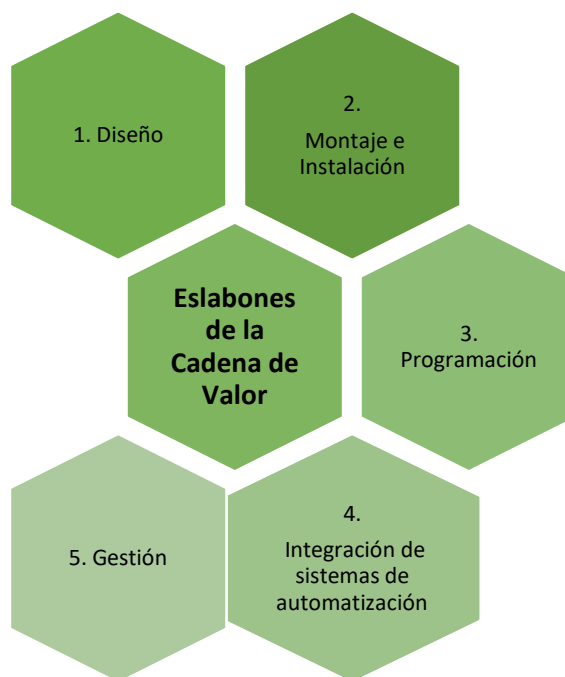 1. Diseño
2.
Montaje e
Instalación
Eslabones
de la
Cadena de
Valor
3.
Programación
5. Gestión
4.
Integración de
sistemas de
automatización